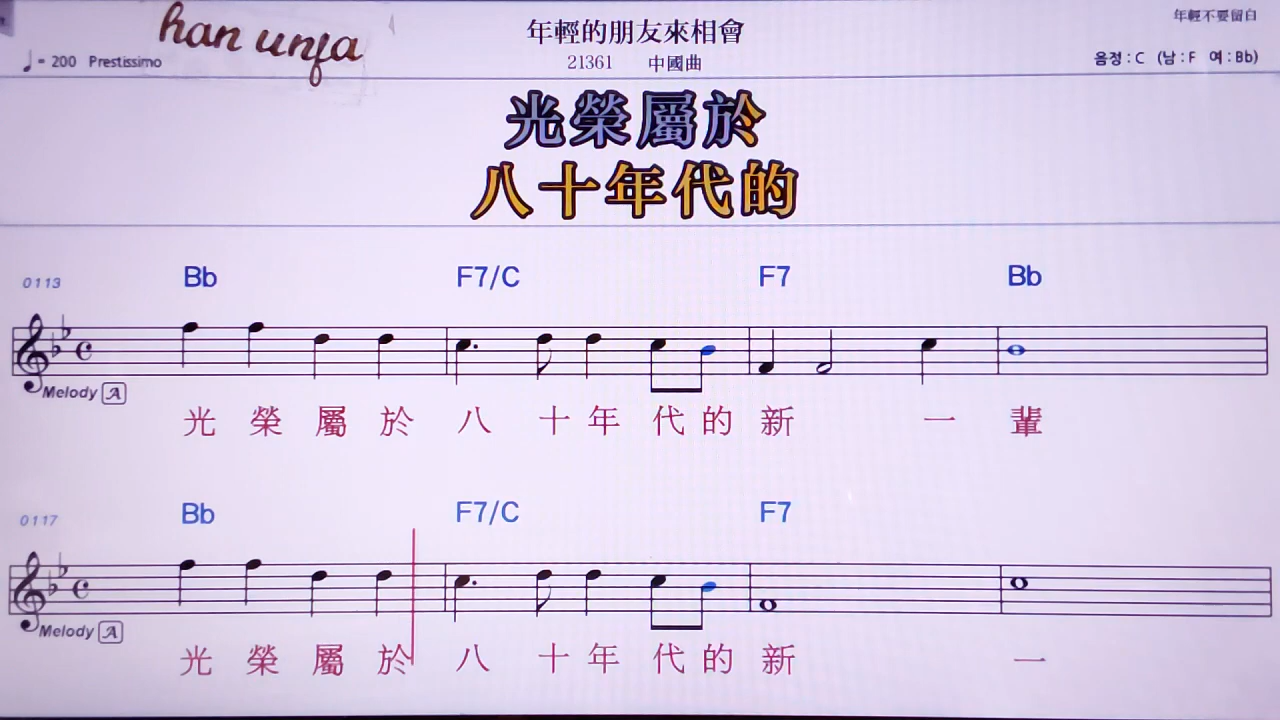 han unfa
年輕的朋友來相會
年輕不要留白
♩= 200 Prestissimo
21361 中國曲
음정 : C (남 : F 여 : Bb)
光榮屬於
八十年代的
0113
Bb F7/C F7 Bb
Melody A
光 榮 屬 於 八 十 年 代 的 新 一 輩
0117
Bb F7/C F7
Melody A
光 榮 屬 於 八 十 年 代 的 新 一